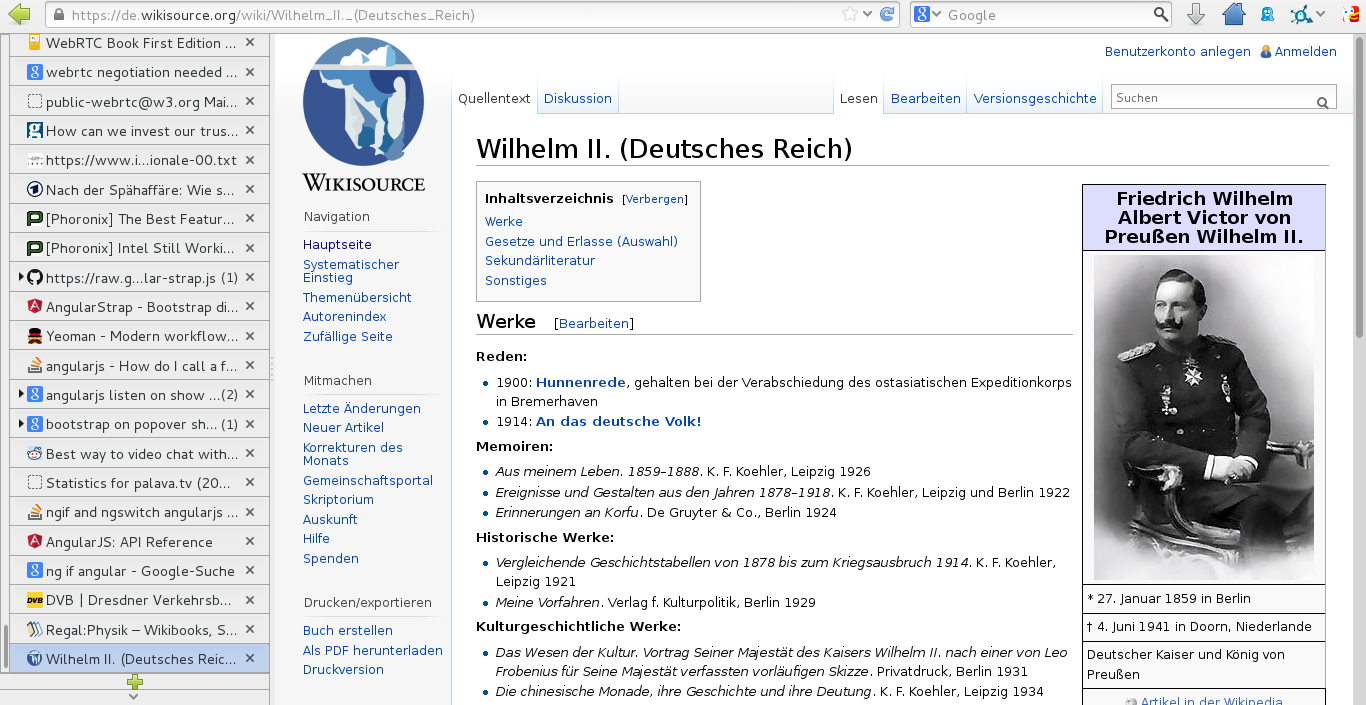 https://de.wikisource.org/wiki/Wilhelm_II._(Deutsches_Reich)
Google
WebRTC Book First Edition ...
webrtc negotiation needed ...
public-webrtc@w3.org Mai...
How can we invest our trus...
https://www.i...ionale-00.txt
Nach der Spähaffäre: Wie s...
[Phoronix] The Best Featur...
[Phoronix] Intel Still Worki...
https://raw.g...lar-strap.js (1)
AngularStrap - Bootstrap di...
Yeoman - Modern workflow...
angularjs - How do I call a f...
angularjs listen on show ...(2)
bootstrap on popover sh... (1)
Best way to video chat with...
Statistics for palava.tv (20...
ngif and ngswitch angularjs ...
AngularJS: API Reference
ng if angular - Google-Suche
DVB | Dresdner Verkehrsb...
Regal:Physik – Wikibooks, S...
Wilhelm II. (Deutsches Reic...
WIKISOURCE
Navigation
Hauptseite
Systematischer
Einstieg
Themenübersicht
Autorenindex
Zufällige Seite
Mitmachen
Letzte Änderungen
Neuer Artikel
Korrekturen des
Monats
Gemeinschaftsportal
Skriptorium
Auskunft
Hilfe
Spenden
Drucken/exportieren
Buch erstellen
Als PDF herunterladen
Druckversion
Benutzerkonto anlegen Anmelden
Quellentext Diskussion Lesen Bearbeiten Versionsgeschichte Suchen
Wilhelm II. (Deutsches Reich)
Inhaltsverzeichnis [Verbergen]
Werke
Gesetze und Erlasse (Auswahl)
Sekundärliteratur
Sonstiges
Werke [Bearbeiten]
Reden:
1900: Hunnenrede, gehalten bei der Verabschiedung des ostasiatischen Expeditionkorps
in Bremerhaven
1914: An das deutsche Volk!
Memoiren:
Aus meinem Leben. 1859–1888. K. F. Koehler, Leipzig 1926
Ereignisse und Gestalten aus den Jahren 1878–1918. K. F. Koehler, Leipzig und Berlin 1922
Erinnerungen an Korfu. De Gruyter & Co., Berlin 1924
Historische Werke:
Vergleichende Geschichtstabellen von 1878 bis zum Kriegsausbruch 1914. K. F. Koehler,
Leipzig 1921
Meine Vorfahren. Verlag f. Kulturpolitik, Berlin 1929
Kulturgeschichtliche Werke:
Das Wesen der Kultur. Vortrag Seiner Majestät des Kaisers Wilhelm II. nach einer von Leo
Frobenius für Seine Majestät verfassten vorläufigen Skizze. Privatdruck, Berlin 1931
Die chinesische Monade, ihre Geschichte und ihre Deutung. K. F. Koehler, Leipzig 1934
Friedrich Wilhelm
Albert Victor von
Preußen Wilhelm II.
* 27. Januar 1859 in Berlin
† 4. Juni 1941 in Doorn, Niederlande
Deutscher Kaiser und König von
Preußen
Artikel in der Wikipedia